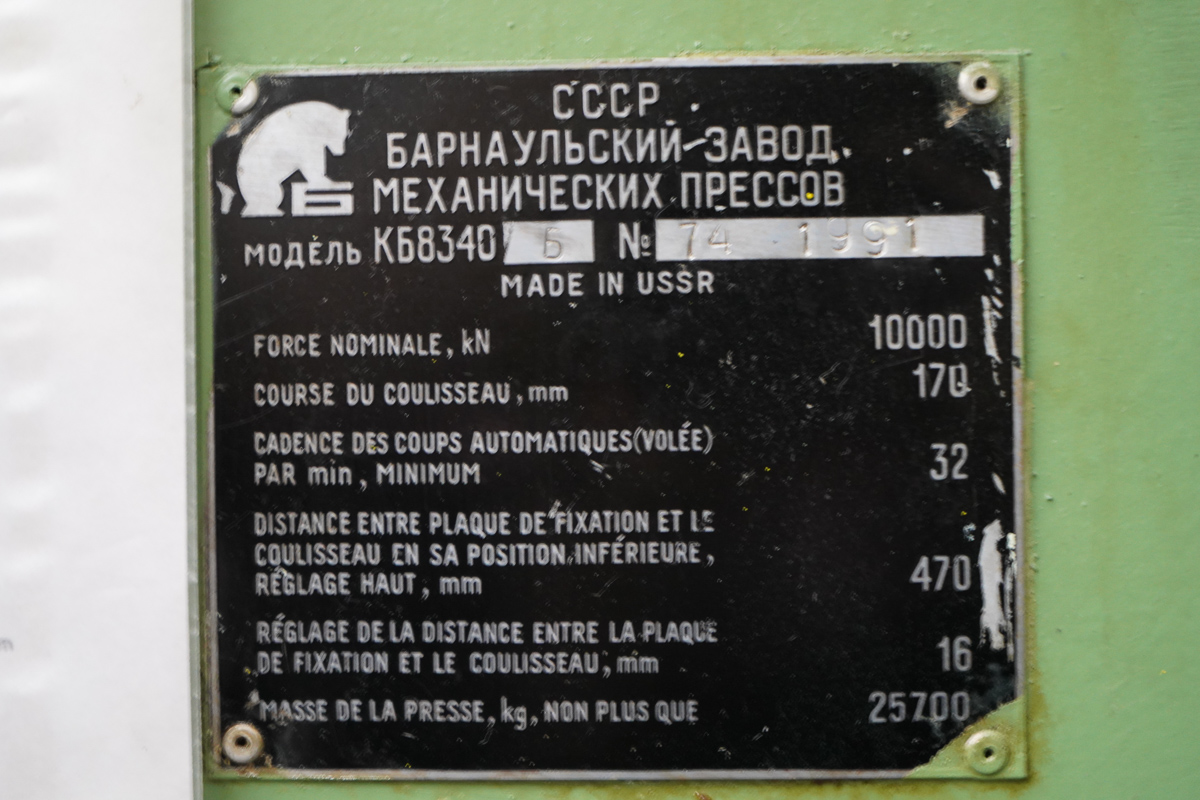 СССР
БАРНАУЛЬСКИЙ ЗАВОД
МЕХАНИЧЕСКИХ ПРЕССОВ
Б
МОДЕЛЬ КБ8340 Б № 74 1991
MADE IN USSR
FORCE NOMINALE, kN 10000
COURSE DU COULISSEAU, mm 170
CADENCE DES COUPS AUTOMATIQUES (VOLÉE)
PAR min, MINIMUM 32
DISTANCE ENTRE PLAQUE DE FIXATION ET LE
COULISSEAU EN SA POSITION INFÉRIEURE,
RÉGLAGE HAUT, mm 470
RÉGLAGE DE LA DISTANCE ENTRE LA PLAQUE
DE FIXATION ET LE COULISSEAU, mm 16
MASSE DE LA PRESSE, kg, NON PLUS QUE 25700